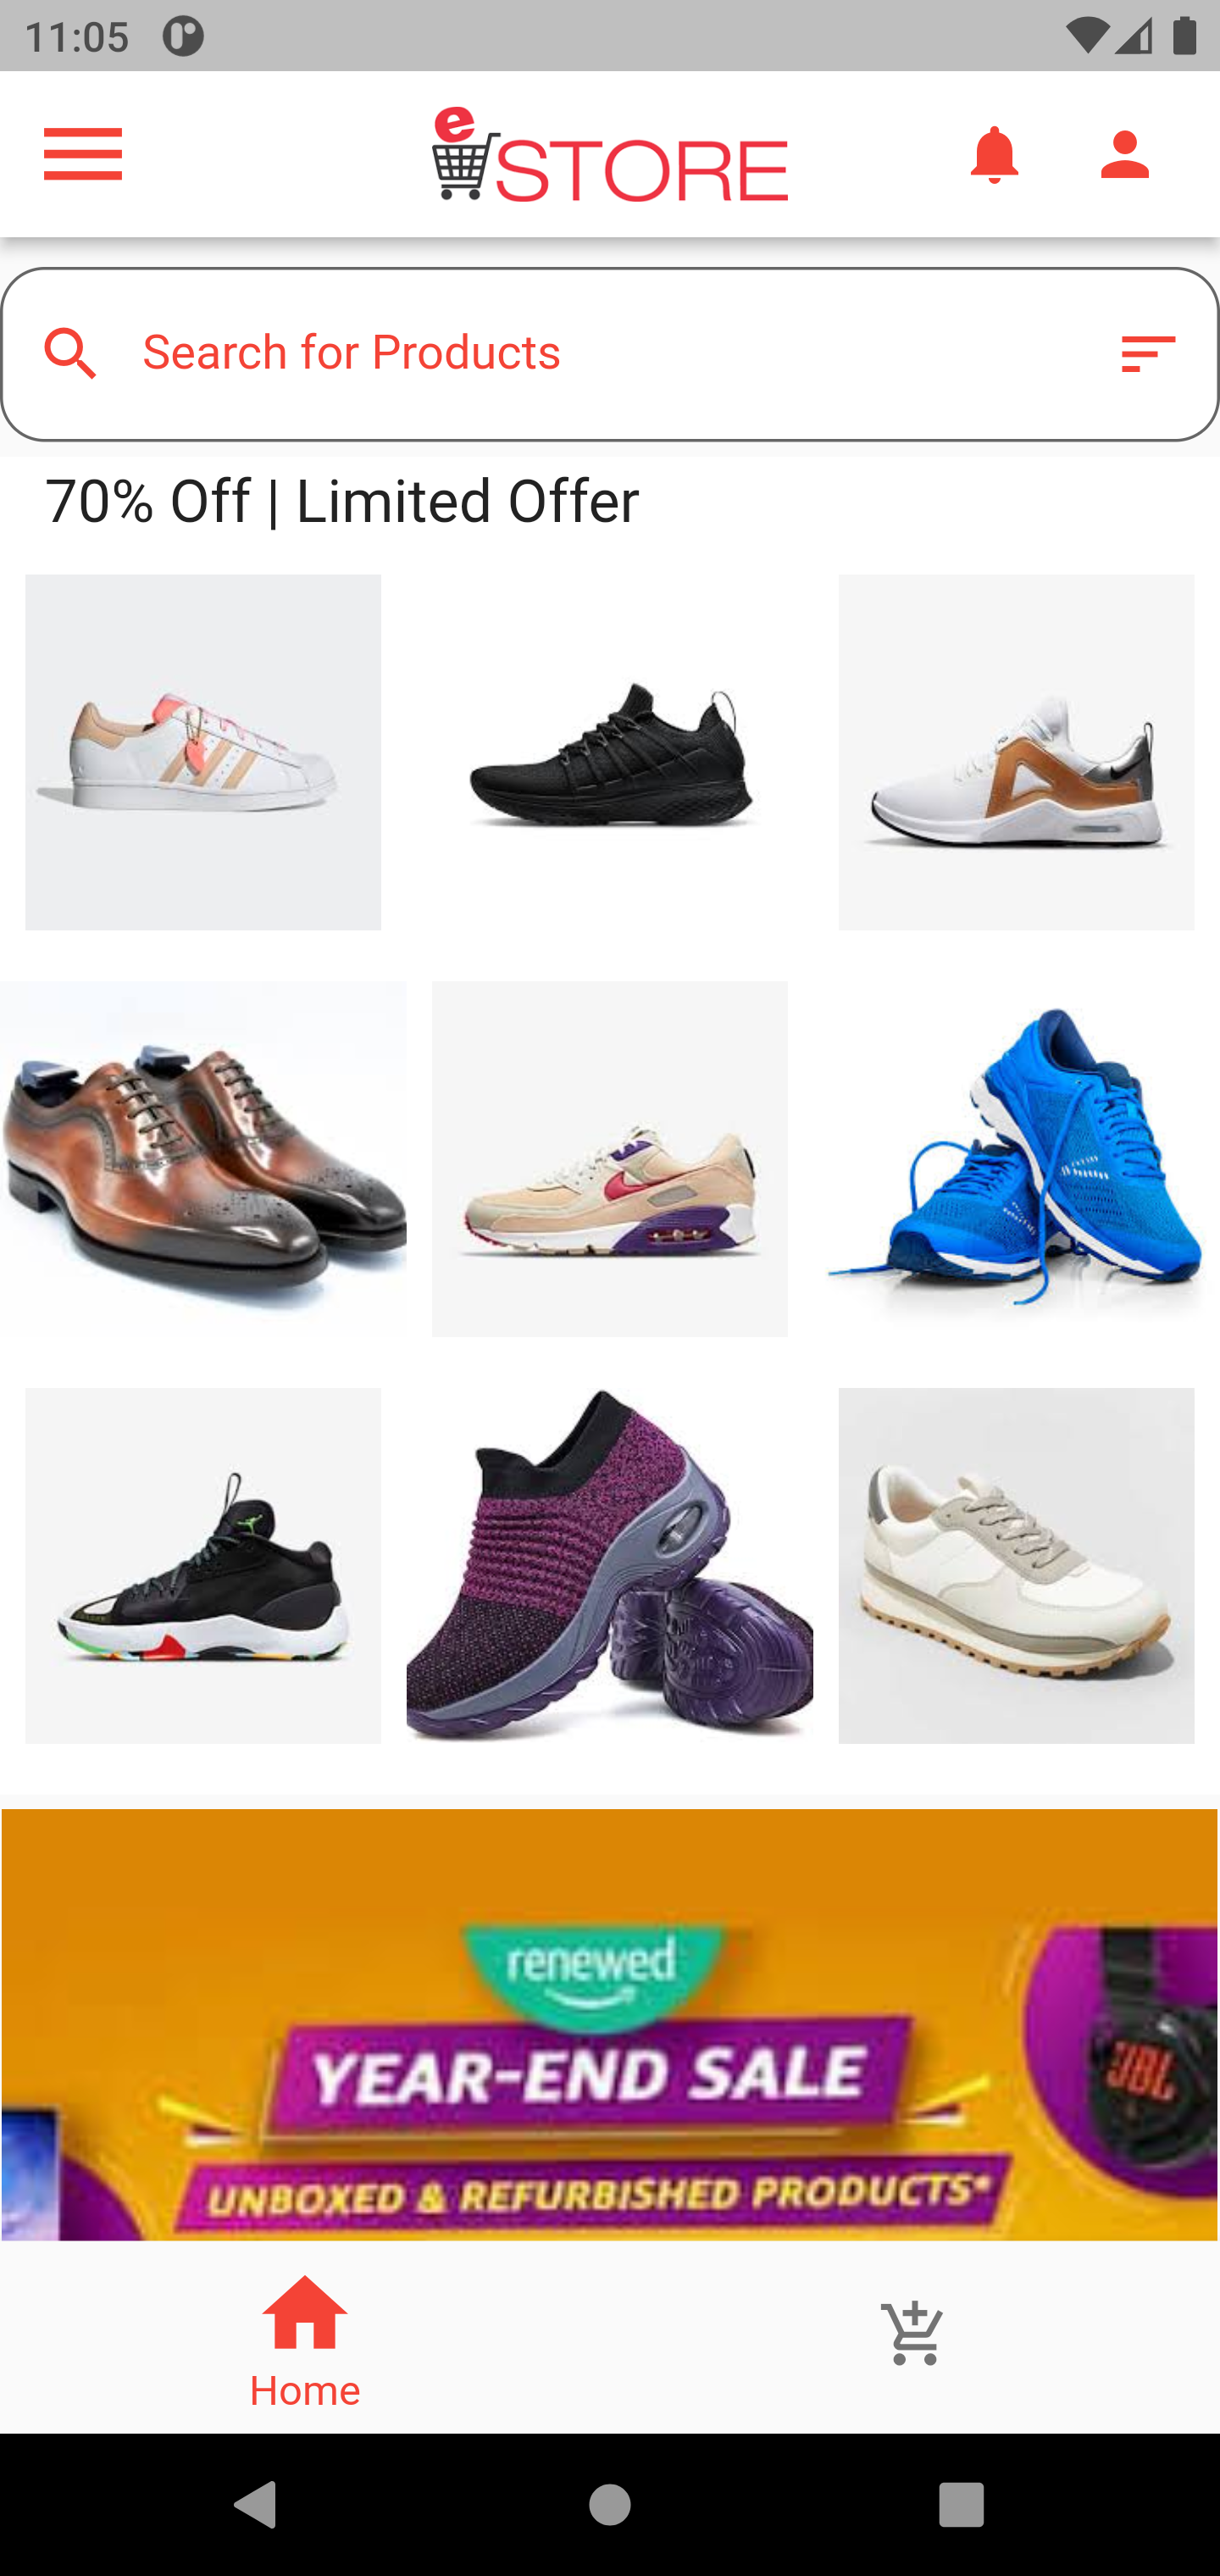 11:05
eSTORE
Search for Products
70% Off | Limited Offer
renewed
YEAR-END SALE
JBL
UNBOXED & REFURBISHED PRODUCTS*
Home